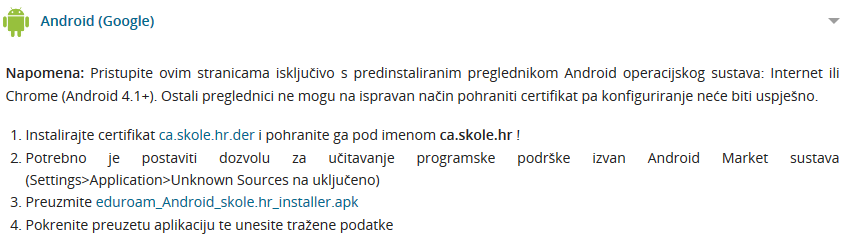 Android (Google)
Napomena: Pristupite ovim stranicama isključivo s predinstaliranim preglednikom Android operacijskog sustava: Internet ili
Chrome (Android 4.1+). Ostali preglednici ne mogu na ispravan način pohraniti certifikat pa konfiguriranje neće biti uspješno.
1. Instalirajte certifikat ca.skole.hr.der i pohranite ga pod imenom ca.skole.hr !
2. Potrebno je postaviti dozvolu za učitavanje programske podrške izvan Android Market sustava
(Settings>Application>Unknown Sources na uključeno)
3. Preuzmite eduroam_Android_skole.hr_installer.apk
4. Pokrenite preuzetu aplikaciju te unesite tražene podatke